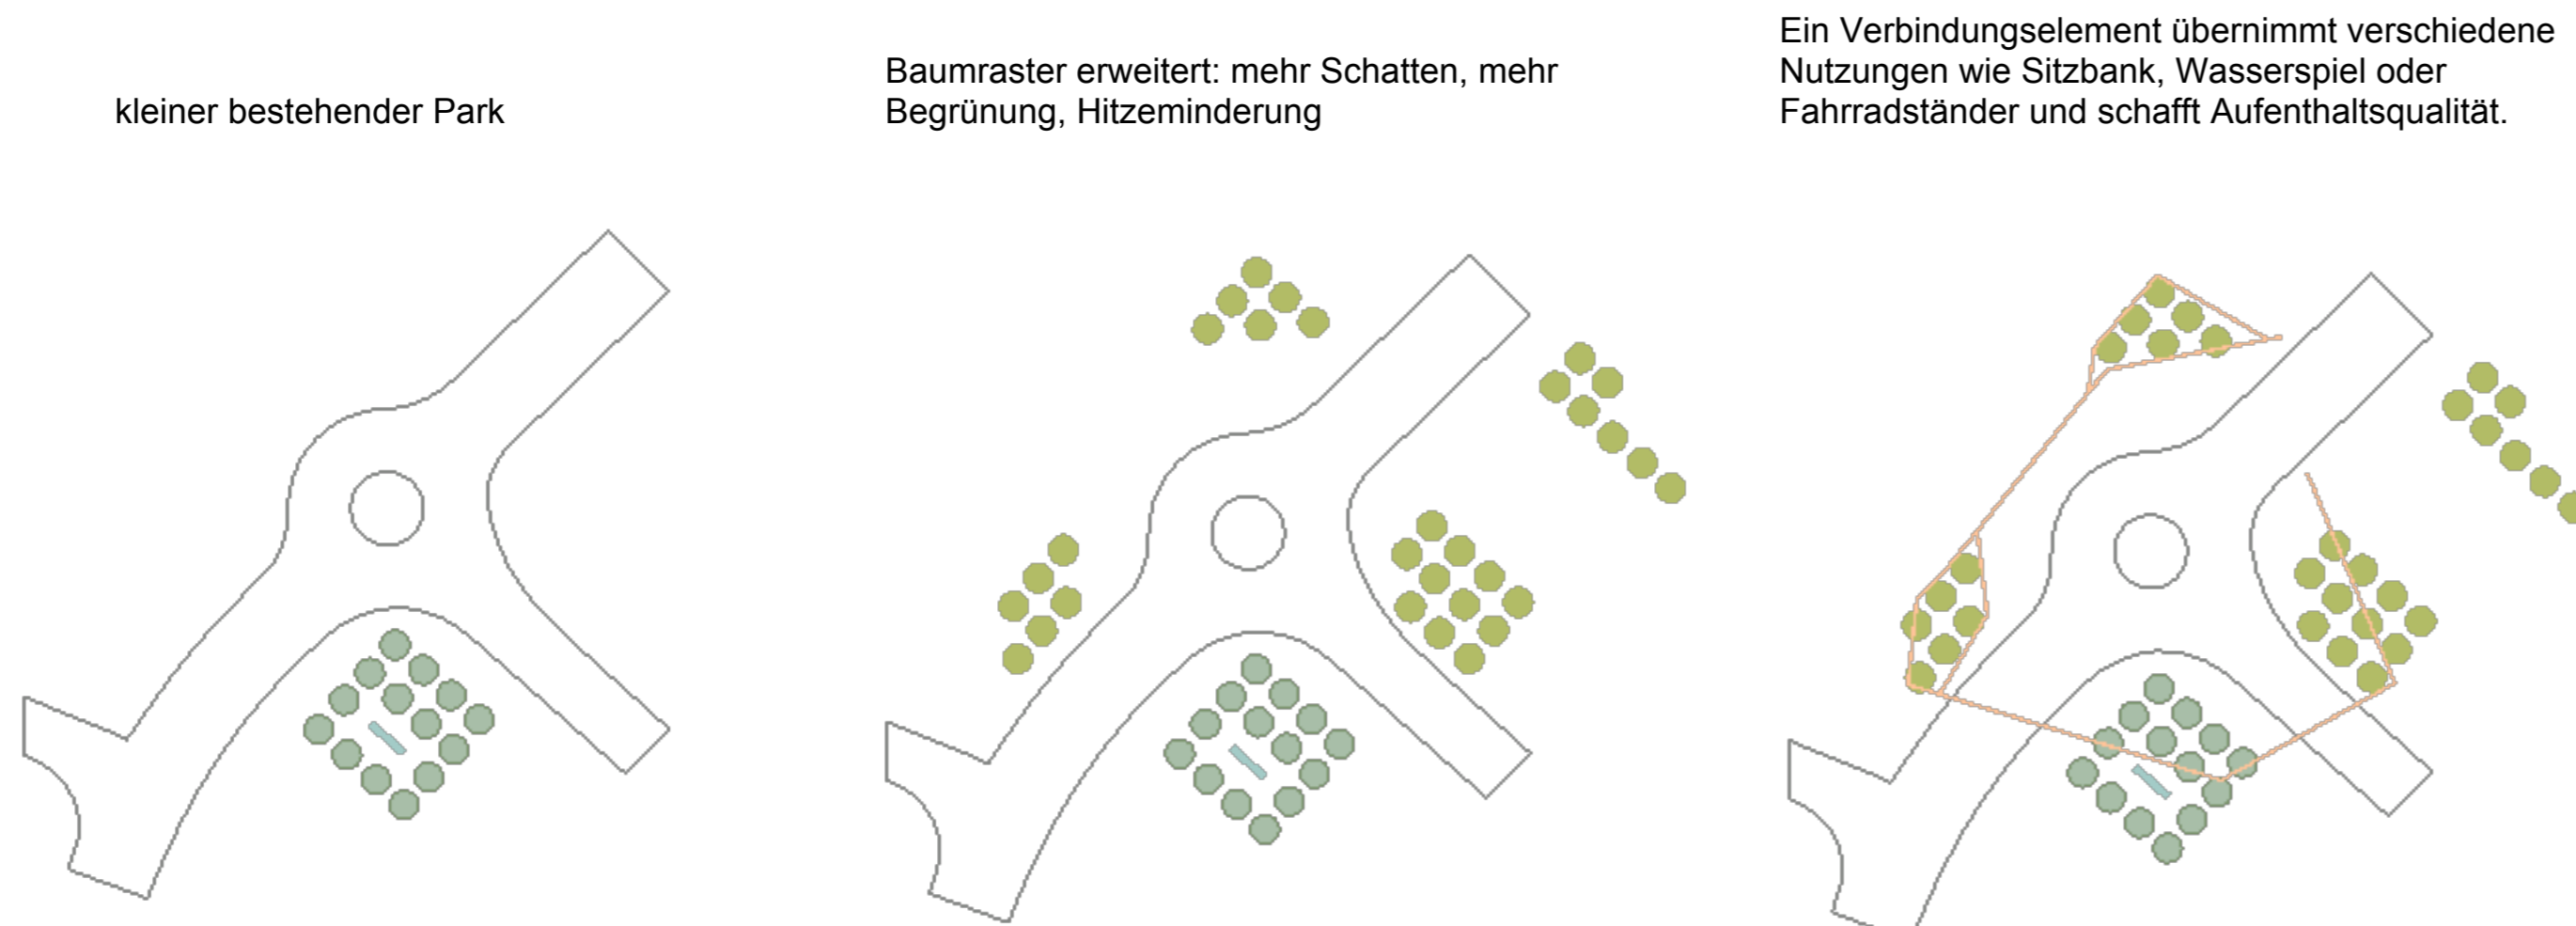 kleiner bestehender Park
Baumraster erweitert: mehr Schatten, mehr
Begrünung, Hitzeminderung
Ein Verbindungselement übernimmt verschiedene
Nutzungen wie Sitzbank, Wasserspiel oder
Fahrradständer und schafft Aufenthaltsqualität.